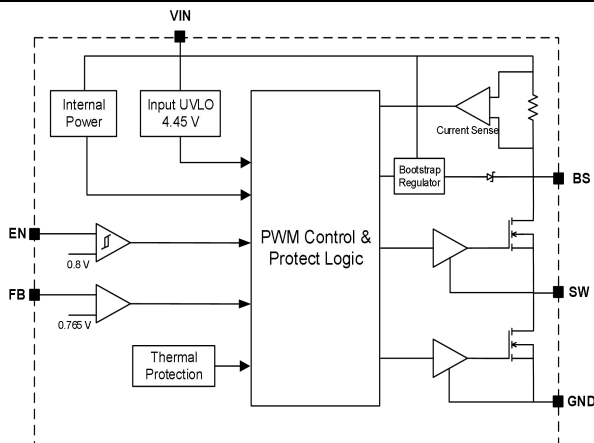 VIN
Internal
Power
Input UVLO
4.45 V
Current Sense
Bootstrap
Regulator
BS
EN
0.8 V
PWM Control &
Protect Logic
FB
0.765 V
SW
Thermal
Protection
GND